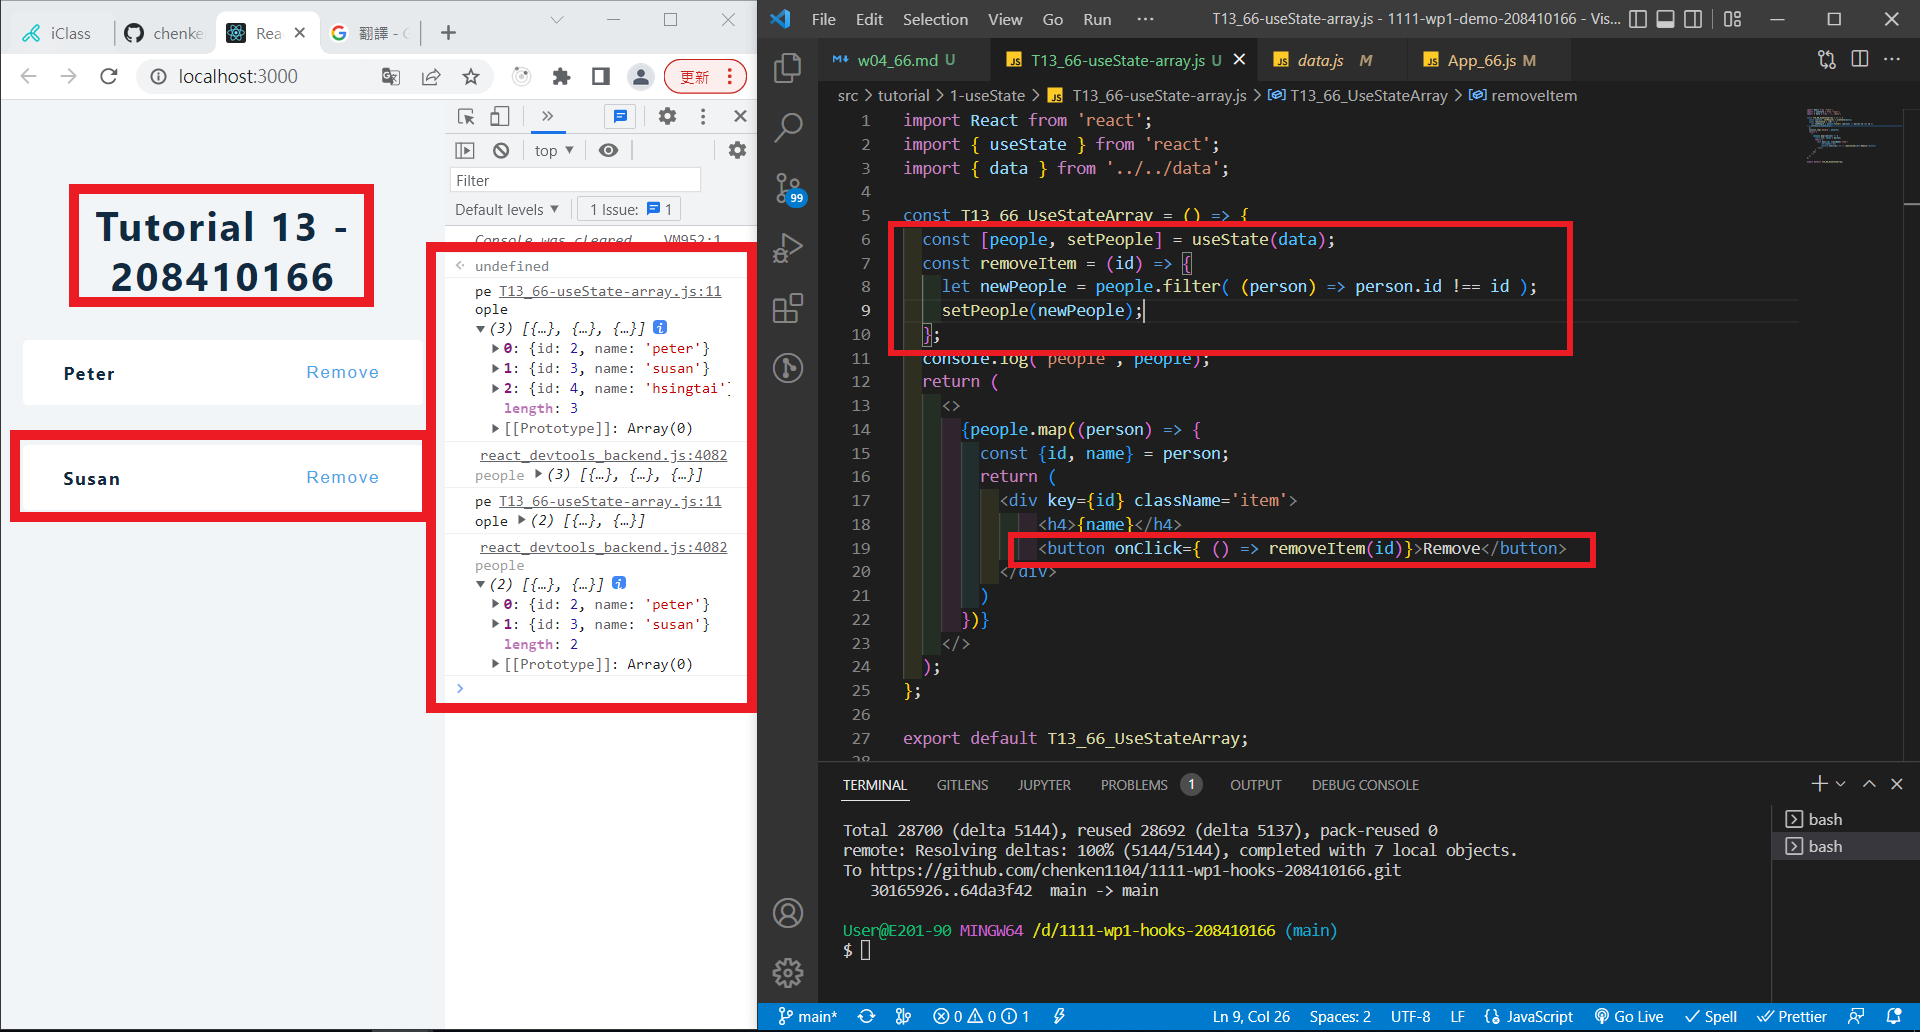 iClass
chenke
Rea
翻譯 - G
localhost:3000
更新
Tutorial 13 -
208410166
Peter
Remove
Susan
Remove
top
Filter
Default levels
1 Issue:
1
Console was cleared
VM952:1
undefined
pe T13_66-useState-array.js:11
ople
(3) [{…}, {…}, {…}]
0: {id: 2, name: 'peter'}
1: {id: 3, name: 'susan'}
2: {id: 4, name: 'hsingtai'}
length: 3
[[Prototype]]: Array(0)
react_devtools_backend.js:4082
people (3) [{…}, {…}, {…}]
pe T13_66-useState-array.js:11
ople (2) [{…}, {…}]
react_devtools_backend.js:4082
people
(2) [{…}, {…}]
0: {id: 2, name: 'peter'}
1: {id: 3, name: 'susan'}
length: 2
[[Prototype]]: Array(0)
File Edit Selection View Go Run ···
T13_66-useState-array.js - 1111-wp1-demo-208410166 - Vis...
w04_66.md U
T13_66-useState-array.js U
data.js M
App_66.js M
src > tutorial > 1-useState > T13_66-useState-array.js > T13_66_UseStateArray > removeItem
99
1 import React from 'react';
2 import { useState } from 'react';
3 import { data } from '../../data';
4
5 const T13_66_UseStateArray = () => {
6 const [people, setPeople] = useState(data);
7 const removeItem = (id) => {
8 let newPeople = people.filter( (person) => person.id !== id );
9 setPeople(newPeople);
10 };
11 console.log('people', people);
12 return (
13 <>
14 {people.map((person) => {
15 const {id, name} = person;
16 return (
17 <div key={id} className='item'>
18 <h4>{name}</h4>
19 <button onClick={ () => removeItem(id)}>Remove</button>
20 </div>
21 )
22 })}
23 </>
24 );
25 };
26
27 export default T13_66_UseStateArray;
28
TERMINAL GITLENS JUPYTER PROBLEMS 1 OUTPUT DEBUG CONSOLE
bash
bash
Total 28700 (delta 5144), reused 28692 (delta 5137), pack-reused 0
remote: Resolving deltas: 100% (5144/5144), completed with 7 local objects.
To https://github.com/chenken1104/1111-wp1-hooks-208410166.git
30165926..64da3f42 main -> main
User@E201-90 MINGW64 /d/1111-wp1-hooks-208410166 (main)
$
main* 0 0 1
Ln 9, Col 26 Spaces: 2 UTF-8 LF {} JavaScript Go Live Spell Prettier